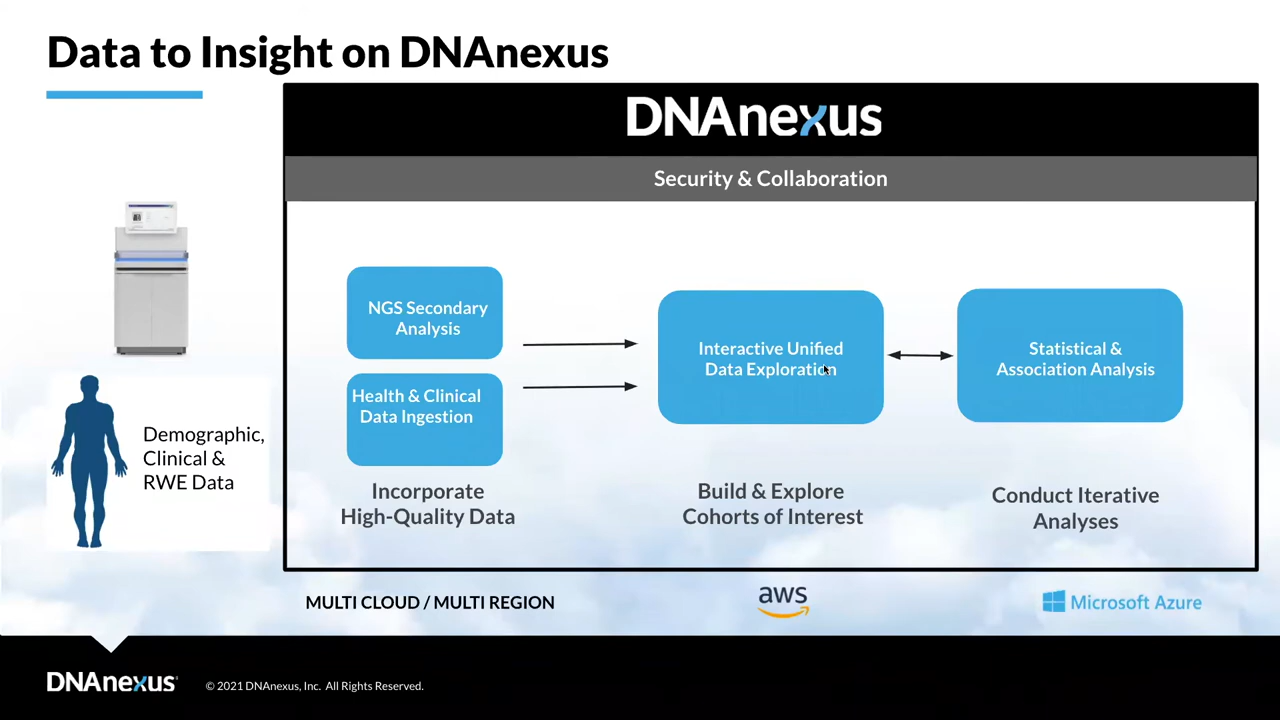 Data to Insight on DNAnexus
DNAnexus
Security & Collaboration
NGS Secondary
Analysis
Health & Clinical
Data Ingestion
Interactive Unified
Data Exploration
Statistical &
Association Analysis
Demographic,
Clinical &
RWE Data
Incorporate
High-Quality Data
Build & Explore
Cohorts of Interest
Conduct Iterative
Analyses
MULTI CLOUD / MULTI REGION
aws
Microsoft Azure
DNAnexus
© 2021 DNAnexus, Inc. All Rights Reserved.